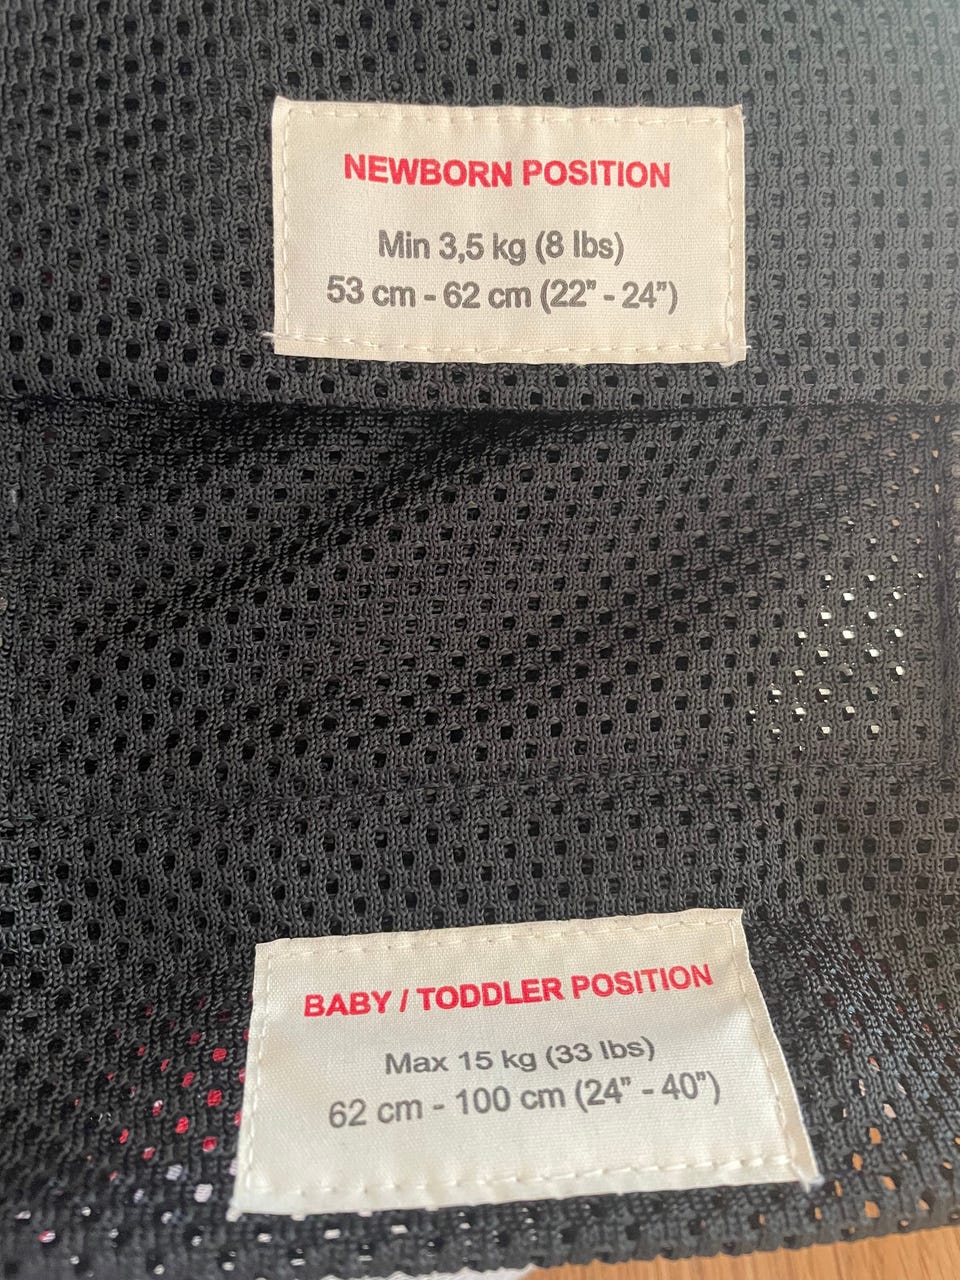 NEWBORN POSITION
Min 3,5 kg (8 lbs)
53 cm - 62 cm (22” - 24”)
BABY / TODDLER POSITION
Max 15 kg (33 lbs)
62 cm - 100 cm (24” - 40”)